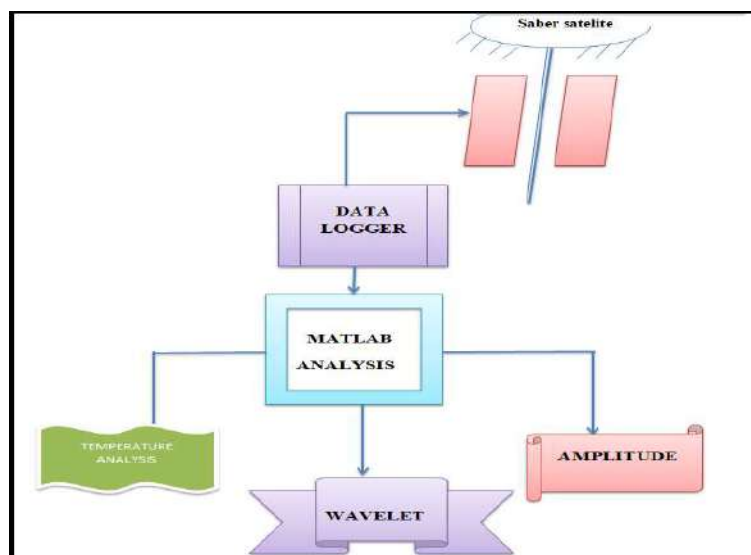 Saber satelite
DATA
LOGGER
MATLAB
ANALYSIS
TEMPERATURE
ANALYSIS
AMPLITUDE
WAVELET